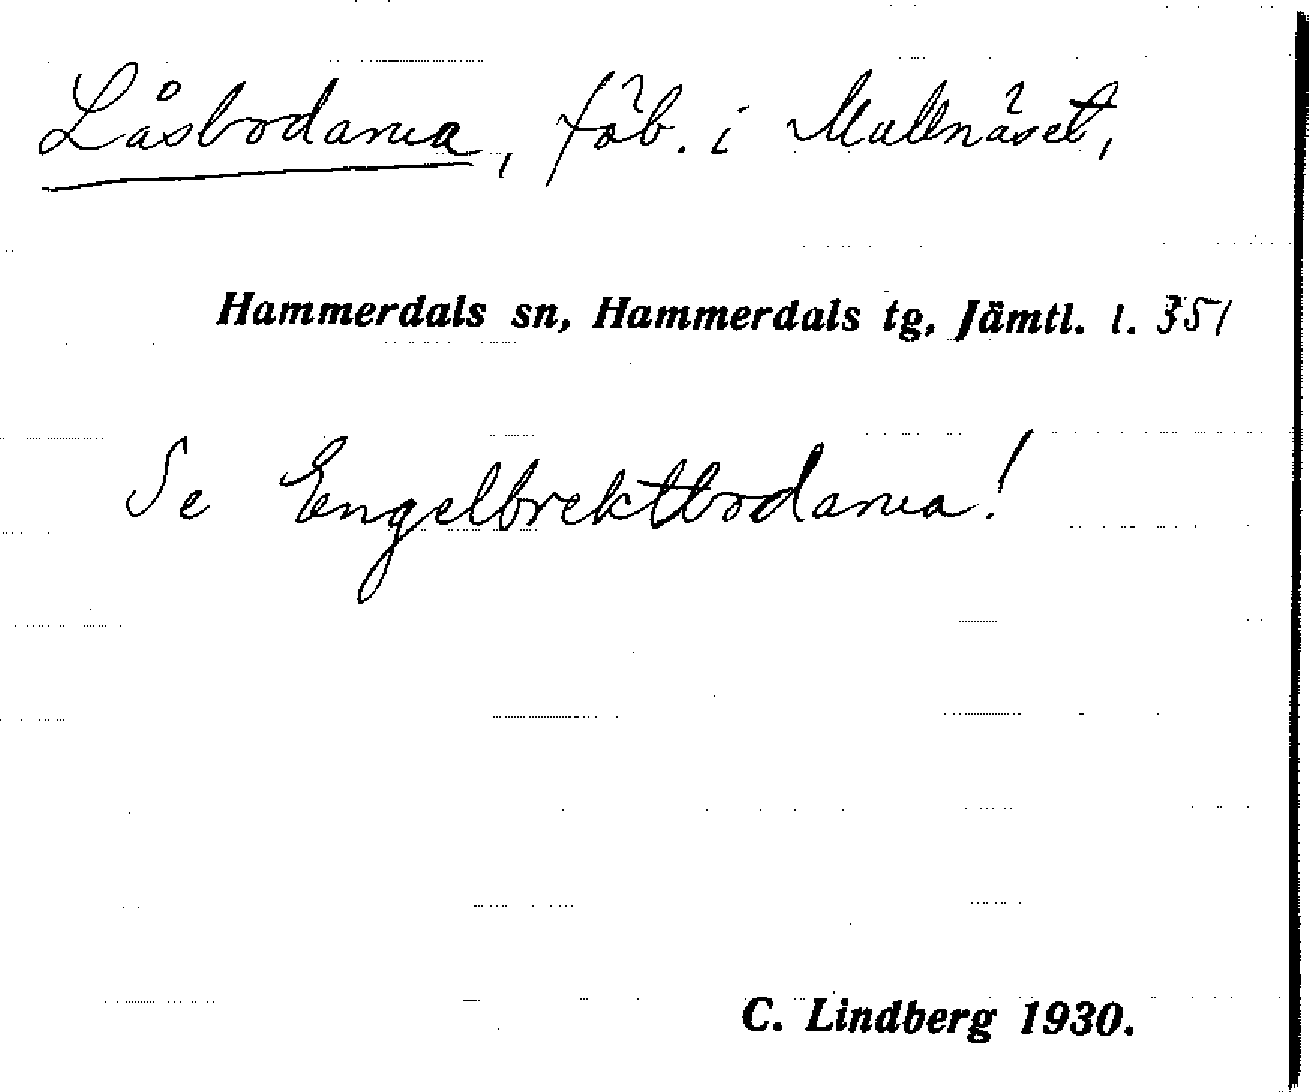 Låsbodarna, fäb. i Mullnäset,
Hammerdals sn, Hammerdals tg, Jämtl. l. 351
Se Engelbrektbodarna!
C. Lindberg 1930.